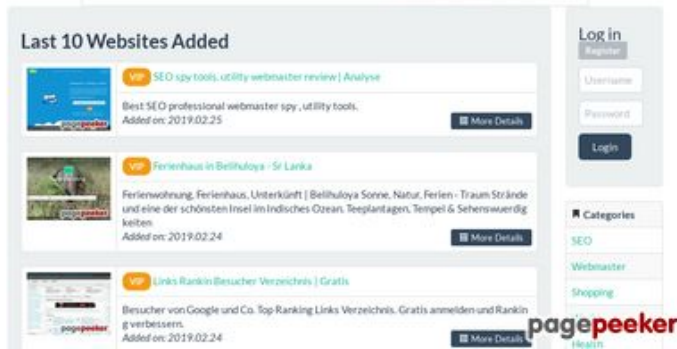 Last 10 Websites Added
VIP SEO spy tools, utility webmaster review | Analyse
Best SEO professional webmaster spy , utility tools.
Added on: 2019.02.25
More Details
pagepeeker
VIP Ferienhaus in Belihuloya - Sr Lanka
Ferienwohnung, Ferienhaus, Unterkünft | Belihuloya Sonne, Natur, Ferien - Traum Strände
und eine der schönsten Insel im Indisches Ozean. Teeplantagen, Tempel & Sehenswuerdig
keiten
Added on: 2019.02.24
More Details
pagepeeker
VIP Links Rankin Besucher Verzeichnis | Gratis
Besucher von Google und Co. Top Ranking Links Verzeichnis. Gratis anmelden und Rankin
g verbessern.
Added on: 2019.02.24
More Details
pagepeeker
Log in
Register
Username
Password
Login
Categories
SEO
Webmaster
Shopping
Health
pagepeeker